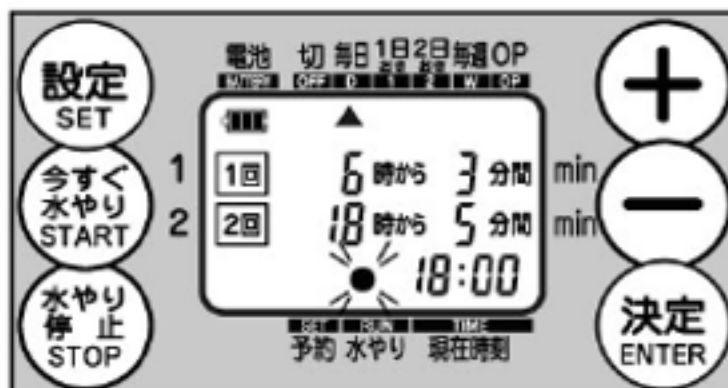 設定
SET
今すぐ
水やり
START
水やり
停止
STOP
電池 切 毎日 1日おき 2日おき 毎週 OP
BATTERY OFF D 1 2 W OP
1 1回 6時から 3分間 min
2 2回 18時から 5分間 min
18:00
SET RUN TIME
予約 水やり 現在時刻
決定
ENTER